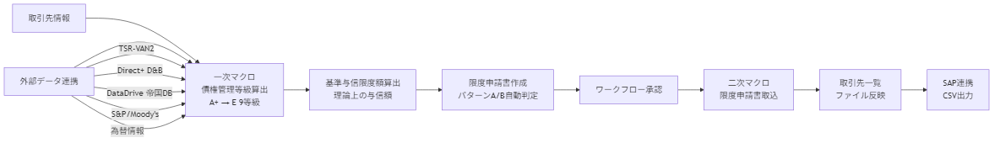 取引先情報
外部データ連携
TSR-VAN2
Direct+ D&B
DataDrive 帝国DB
S&P/Moody's
為替情報
一次マクロ
債権管理等級算出
A+ → E 9等級
基準与信限度額算出
理論上の与信額
限度申請書作成
パターンA/B自動判定
ワークフロー承認
二次マクロ
限度申請書取込
取引先一覧
ファイル反映
SAP連携
CSV出力